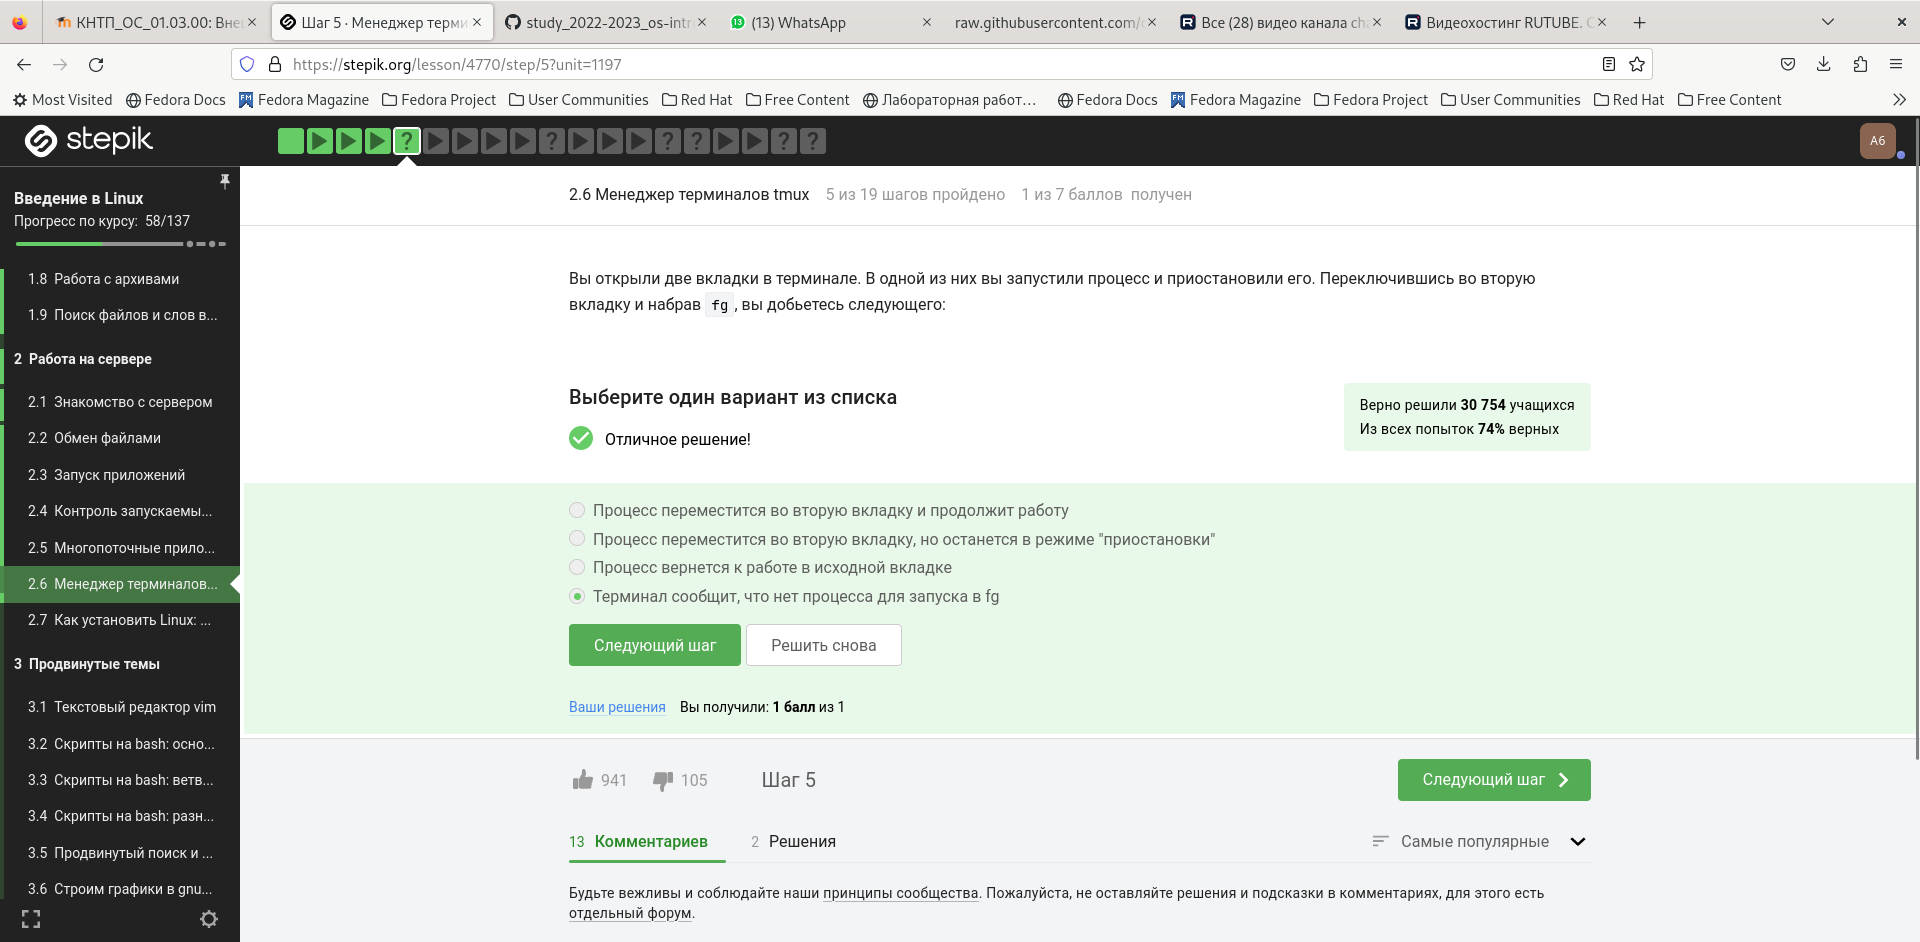 КНТП_ОС_01.03.00: Вне
Шаг 5 · Менеджер терми
study_2022-2023_os-intr
(13) WhatsApp
raw.githubusercontent.com/
Все (28) видео канала ch
Видеохостинг RUTUBE. С
https://stepik.org/lesson/4770/step/5?unit=1197
Most Visited
Fedora Docs
Fedora Magazine
Fedora Project
User Communities
Red Hat
Free Content
Лабораторная работ…
Fedora Docs
Fedora Magazine
Fedora Project
User Communities
Red Hat
Free Content
stepik
A6
Введение в Linux
Прогресс по курсу: 58/137
1.8 Работа с архивами
1.9 Поиск файлов и слов в...
2 Работа на сервере
2.1 Знакомство с сервером
2.2 Обмен файлами
2.3 Запуск приложений
2.4 Контроль запускаемы...
2.5 Многопоточные прило...
2.6 Менеджер терминалов...
2.7 Как установить Linux: ...
3 Продвинутые темы
3.1 Текстовый редактор vim
3.2 Скрипты на bash: осно...
3.3 Скрипты на bash: ветв...
3.4 Скрипты на bash: разн...
3.5 Продвинутый поиск и ...
3.6 Строим графики в gnu...
2.6 Менеджер терминалов tmux 5 из 19 шагов пройдено 1 из 7 баллов получен
Вы открыли две вкладки в терминале. В одной из них вы запустили процесс и приостановили его. Переключившись во вторую
вкладку и набрав fg , вы добьетесь следующего:
Выберите один вариант из списка
Отличное решение!
Верно решили 30 754 учащихся
Из всех попыток 74% верных
Процесс переместится во вторую вкладку и продолжит работу
Процесс переместится во вторую вкладку, но останется в режиме "приостановки"
Процесс вернется к работе в исходной вкладке
Терминал сообщит, что нет процесса для запуска в fg
Следующий шаг
Решить снова
Ваши решения Вы получили: 1 балл из 1
941
105
Шаг 5
Следующий шаг
13 Комментариев
2 Решения
Самые популярные
Будьте вежливы и соблюдайте наши принципы сообщества. Пожалуйста, не оставляйте решения и подсказки в комментариях, для этого есть
отдельный форум.